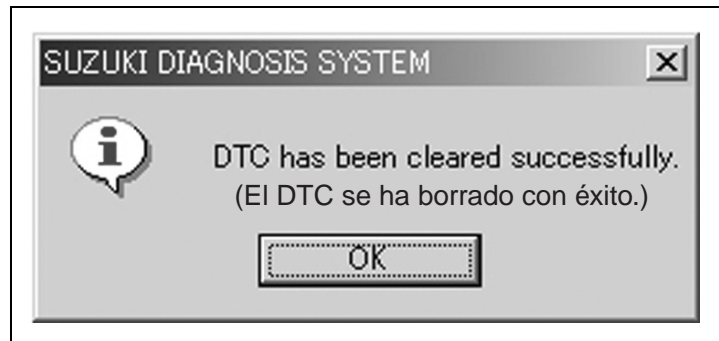 SUZUKI DIAGNOSIS SYSTEM
DTC has been cleared successfully.
(El DTC se ha borrado con éxito.)
OK